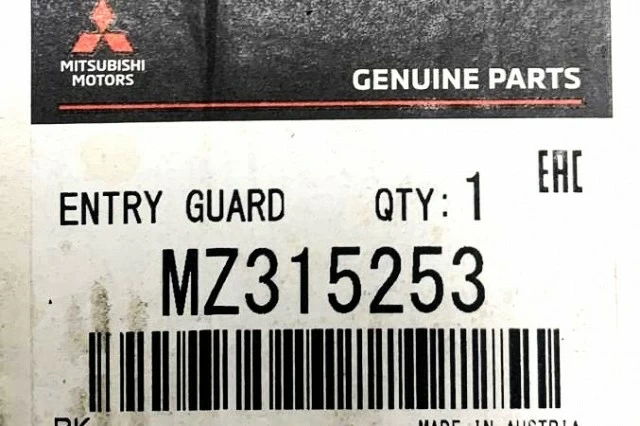 MITSUBISHI
MOTORS
GENUINE PARTS
EAC
ENTRY GUARD QTY: 1
MZ315253
MADE IN AUSTRIA